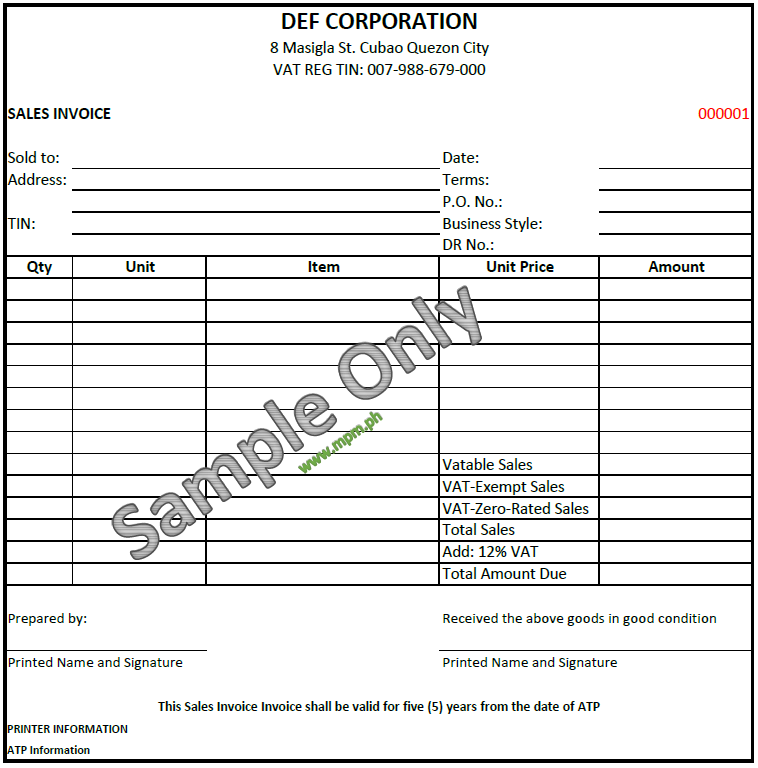 DEF CORPORATION
8 Masigla St. Cubao Quezon City
VAT REG TIN: 007-988-679-000
SALES INVOICE 000001
Sold to: Date:
Address: Terms:
P.O. No.:
TIN: Business Style:
DR No.:
Qty Unit Item Unit Price Amount
Sample Only
www.mpm.ph
Vatable Sales
VAT-Exempt Sales
VAT-Zero-Rated Sales
Total Sales
Add: 12% VAT
Total Amount Due
Prepared by: Received the above goods in good condition
Printed Name and Signature Printed Name and Signature
This Sales Invoice Invoice shall be valid for five (5) years from the date of ATP
PRINTER INFORMATION
ATP Information